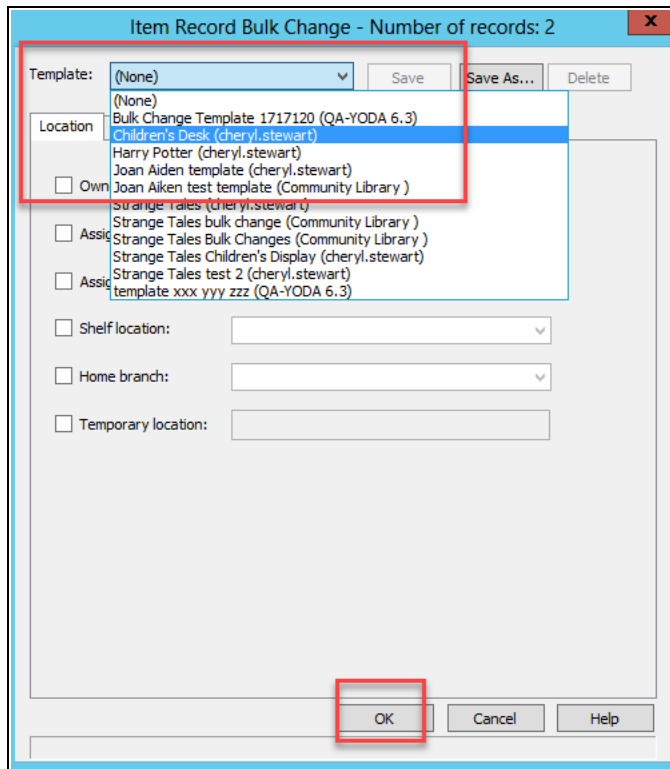 Item Record Bulk Change - Number of records: 2
x
Template: (None) Save Save As... Delete
(None)
Bulk Change Template 1717120 (QA-YODA 6.3)
Location
Children's Desk (cheryl.stewart)
Harry Potter (cheryl.stewart)
Joan Aiden template (cheryl.stewart)
Own
Joan Aiken test template (Community Library )
Strange Tales (cheryl.stewart)
Strange Tales bulk change (Community Library )
Assig
Strange Tales Bulk Changes (Community Library )
Strange Tales Children's Display (cheryl.stewart)
Assig
Strange Tales test 2 (cheryl.stewart)
template xxx yyy zzz (QA-YODA 6.3)
Shelf location:
Home branch:
Temporary location:
OK Cancel Help